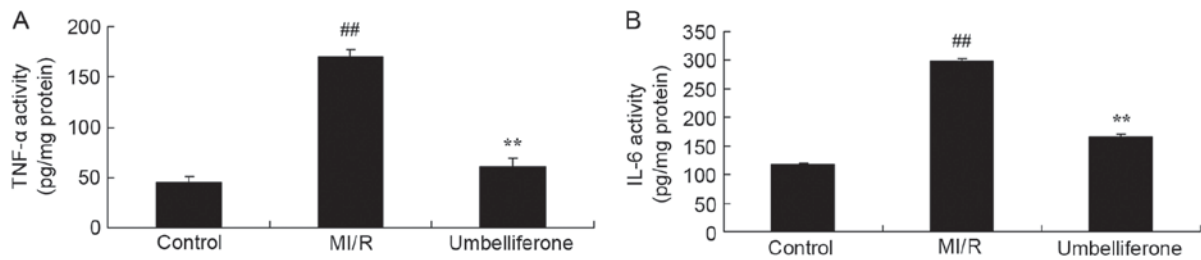 A
TNF-α activity
(pg/mg protein)
200
150
100
50
0
##
**
Control
MI/R
Umbelliferone
B
IL-6 activity
(pg/mg protein)
350
300
250
200
150
100
50
0
##
**
Control
MI/R
Umbelliferone